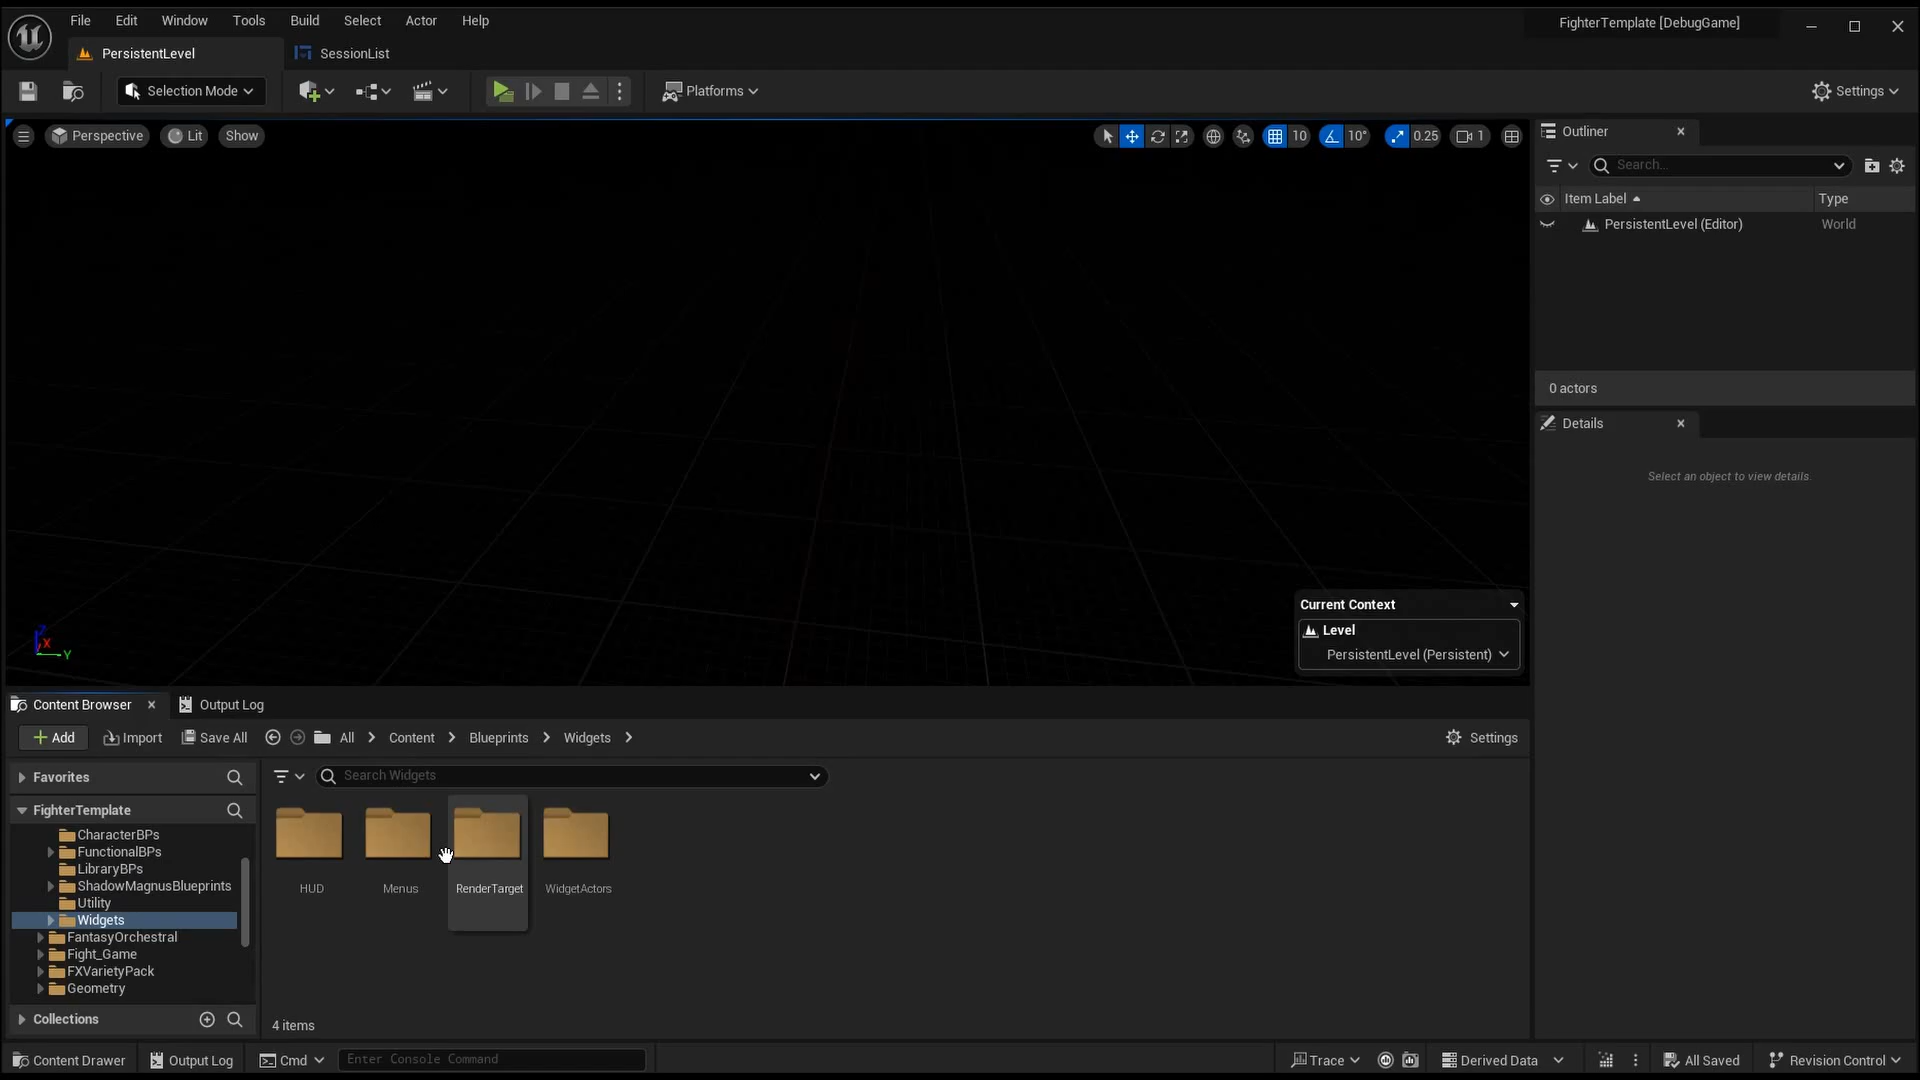 File Edit Window Tools Build Select Actor Help
FighterTemplate [DebugGame]
PersistentLevel
SessionList
Selection Mode
Platforms
Settings
Perspective
Lit
Show
10
10°
0.25
1
Outliner
Search...
Item Label
Type
PersistentLevel (Editor)
World
0 actors
Details
Select an object to view details.
Z
X
Y
Current Context
Level
PersistentLevel (Persistent)
Content Browser
Output Log
Add
Import
Save All
All
Content
Blueprints
Widgets
Settings
Favorites
Search Widgets
FighterTemplate
CharacterBPs
FunctionalBPs
LibraryBPs
ShadowMagnusBlueprints
Utility
Widgets
FantasyOrchestral
Fight_Game
FXVarietyPack
Geometry
Collections
HUD
Menus
RenderTarget
WidgetActors
4 items
Content Drawer
Output Log
Cmd
Enter Console Command
Trace
Derived Data
All Saved
Revision Control